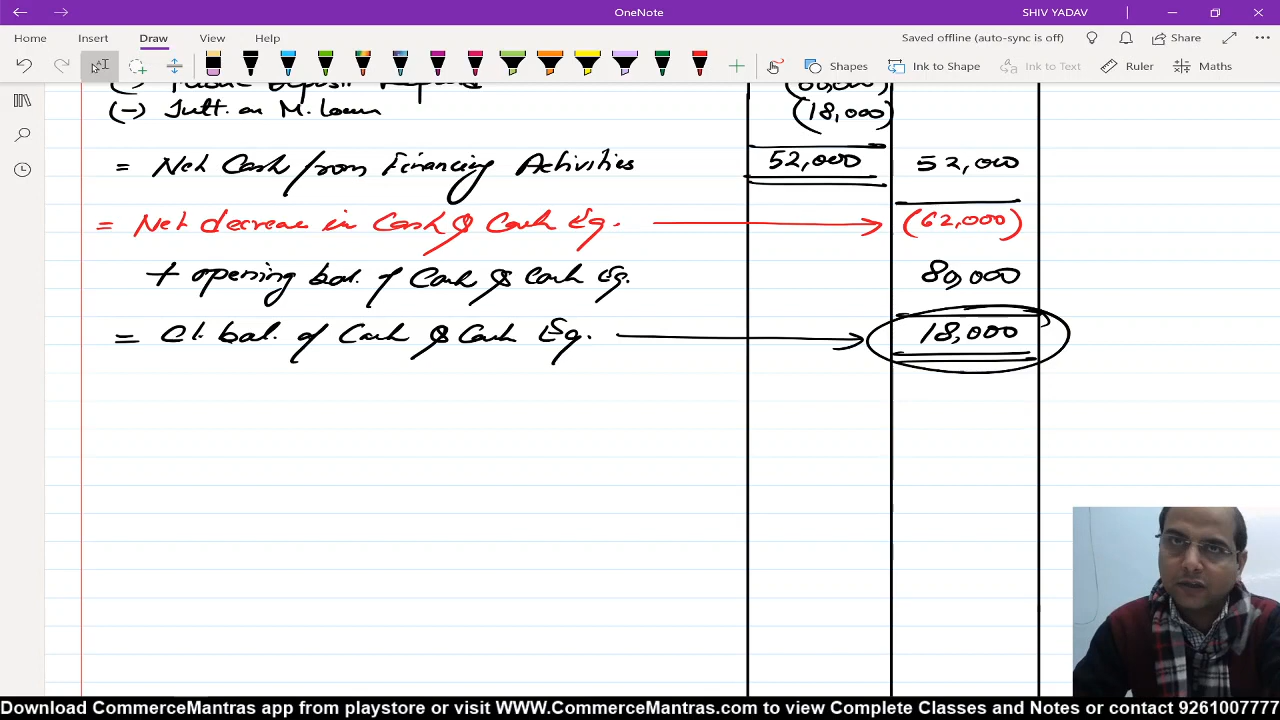 OneNote
SHIV YADAV
Home Insert Draw View Help
Saved offline (auto-sync is off) Share
Shapes Ink to Shape Ink to Text Ruler Maths
(-) Public Deposit (60,000)
(-) Intt. on M. Loan (18,000)
= Net Cash from Financing Activities 52,000 52,000
= Net decrease in Cash & Cash Eq. (62,000)
+ opening bal. of Cash & Cash Eq. 80,000
= Cl. bal. of Cash & Cash Eq. 18,000
Download CommerceMantras app from playstore or visit WWW.CommerceMantras.com to view Complete Classes and Notes or contact 9261007777